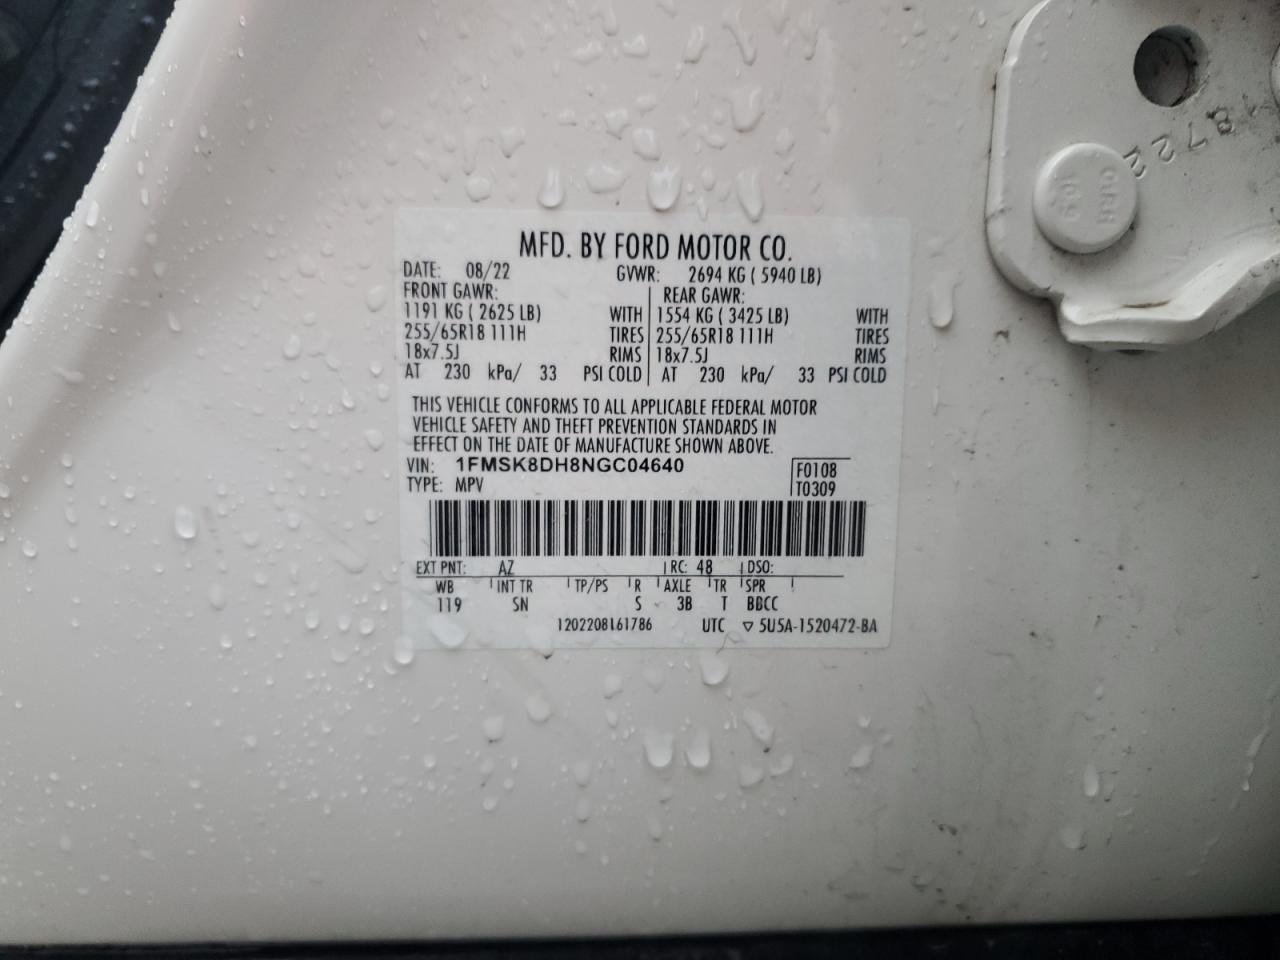 MFD. BY FORD MOTOR CO.
DATE: 08/22 GVWR: 2694 KG ( 5940 LB)
FRONT GAWR: REAR GAWR:
1191 KG ( 2625 LB) WITH 1554 KG ( 3425 LB) WITH
255/65R18 111H TIRES 255/65R18 111H TIRES
18x7.5J RIMS 18x7.5J RIMS
AT 230 kPa/ 33 PSI COLD AT 230 kPa/ 33 PSI COLD
THIS VEHICLE CONFORMS TO ALL APPLICABLE FEDERAL MOTOR
VEHICLE SAFETY AND THEFT PREVENTION STANDARDS IN
EFFECT ON THE DATE OF MANUFACTURE SHOWN ABOVE.
VIN: 1FMSK8DH8NGC04640 F0108
TYPE: MPV T0309
EXT PNT: AZ RC: 48 DSO:
WB INT TR TP/PS R AXLE TR SPR
119 SN S 3B T BBCC
1202208161786 UTC ▽ 5U5A-1520472-BA
10.9